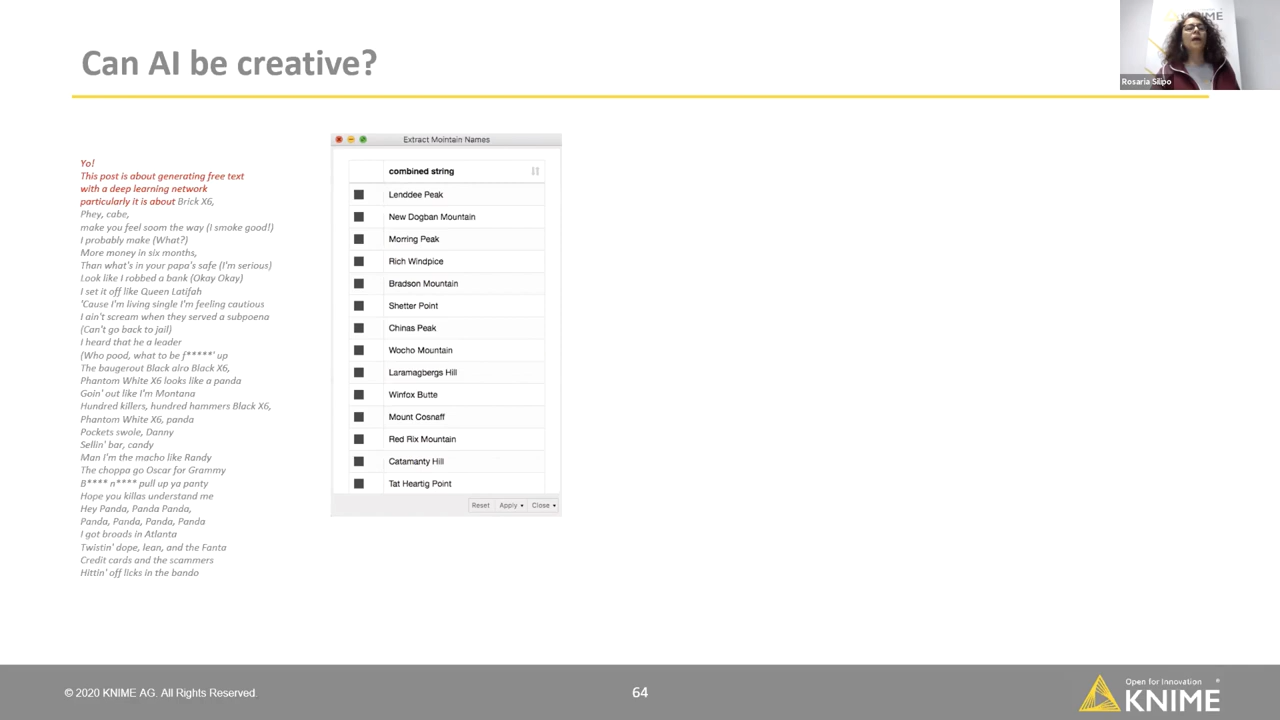 Can AI be creative?
KNIME
Rosaria Silipo
Yo!
This post is about generating free text
with a deep learning network
particularly it is about Brick X6,
Phey, cabe,
make you feel soom the way (I smoke good!)
I probably make (What?)
More money in six months,
Than what's in your papa's safe (I'm serious)
Look like I robbed a bank (Okay Okay)
I set it off like Queen Latifah
'Cause I'm living single I'm feeling cautious
I ain't scream when they served a subpoena
(Can't go back to jail)
I heard that he a leader
(Who pood, what to be f*****' up
The baugerout Black alro Black X6,
Phantom White X6 looks like a panda
Goin' out like I'm Montana
Hundred killers, hundred hammers Black X6,
Phantom White X6, panda
Pockets swole, Danny
Sellin' bar, candy
Man I'm the macho like Randy
The choppa go Oscar for Grammy
B**** n**** pull up ya panty
Hope you killas understand me
Hey Panda, Panda Panda,
Panda, Panda, Panda, Panda
I got broads in Atlanta
Twistin' dope, lean, and the Fanta
Credit cards and the scammers
Hittin' off licks in the bando
Extract Mointain Names
combined string
Lenddee Peak
New Dogban Mountain
Morring Peak
Rich Windpice
Bradson Mountain
Shetter Point
Chinas Peak
Wocho Mountain
Laramagbergs Hill
Winfox Butte
Mount Cosnaff
Red Rix Mountain
Catamanty Hill
Tat Heartig Point
Reset Apply Close
© 2020 KNIME AG. All Rights Reserved.
64
Open for Innovation ®
KNIME